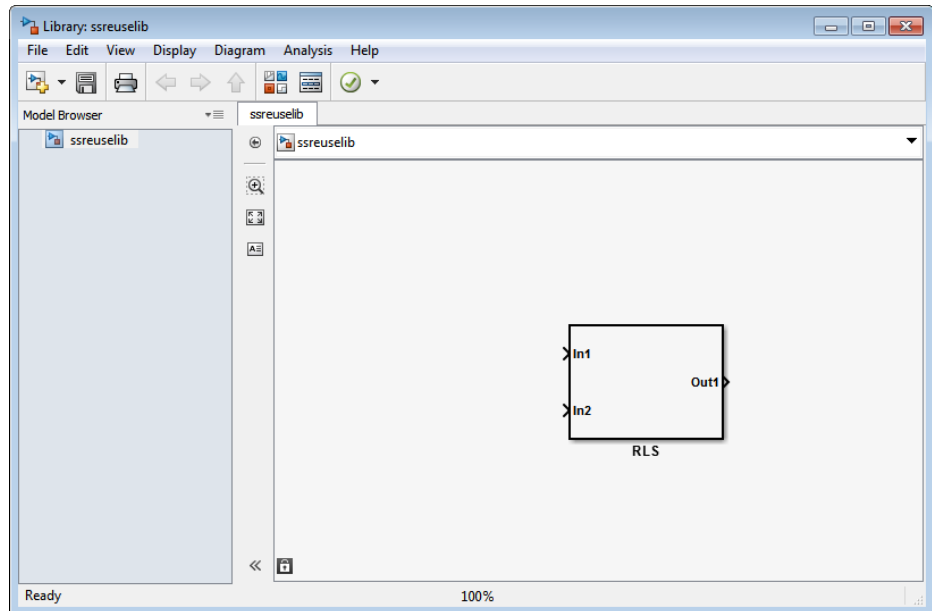 Library: ssreuselib
File Edit View Display Diagram Analysis Help
Model Browser
ssreuselib
ssreuselib
ssreuselib
In1
Out1
In2
RLS
Ready
100%